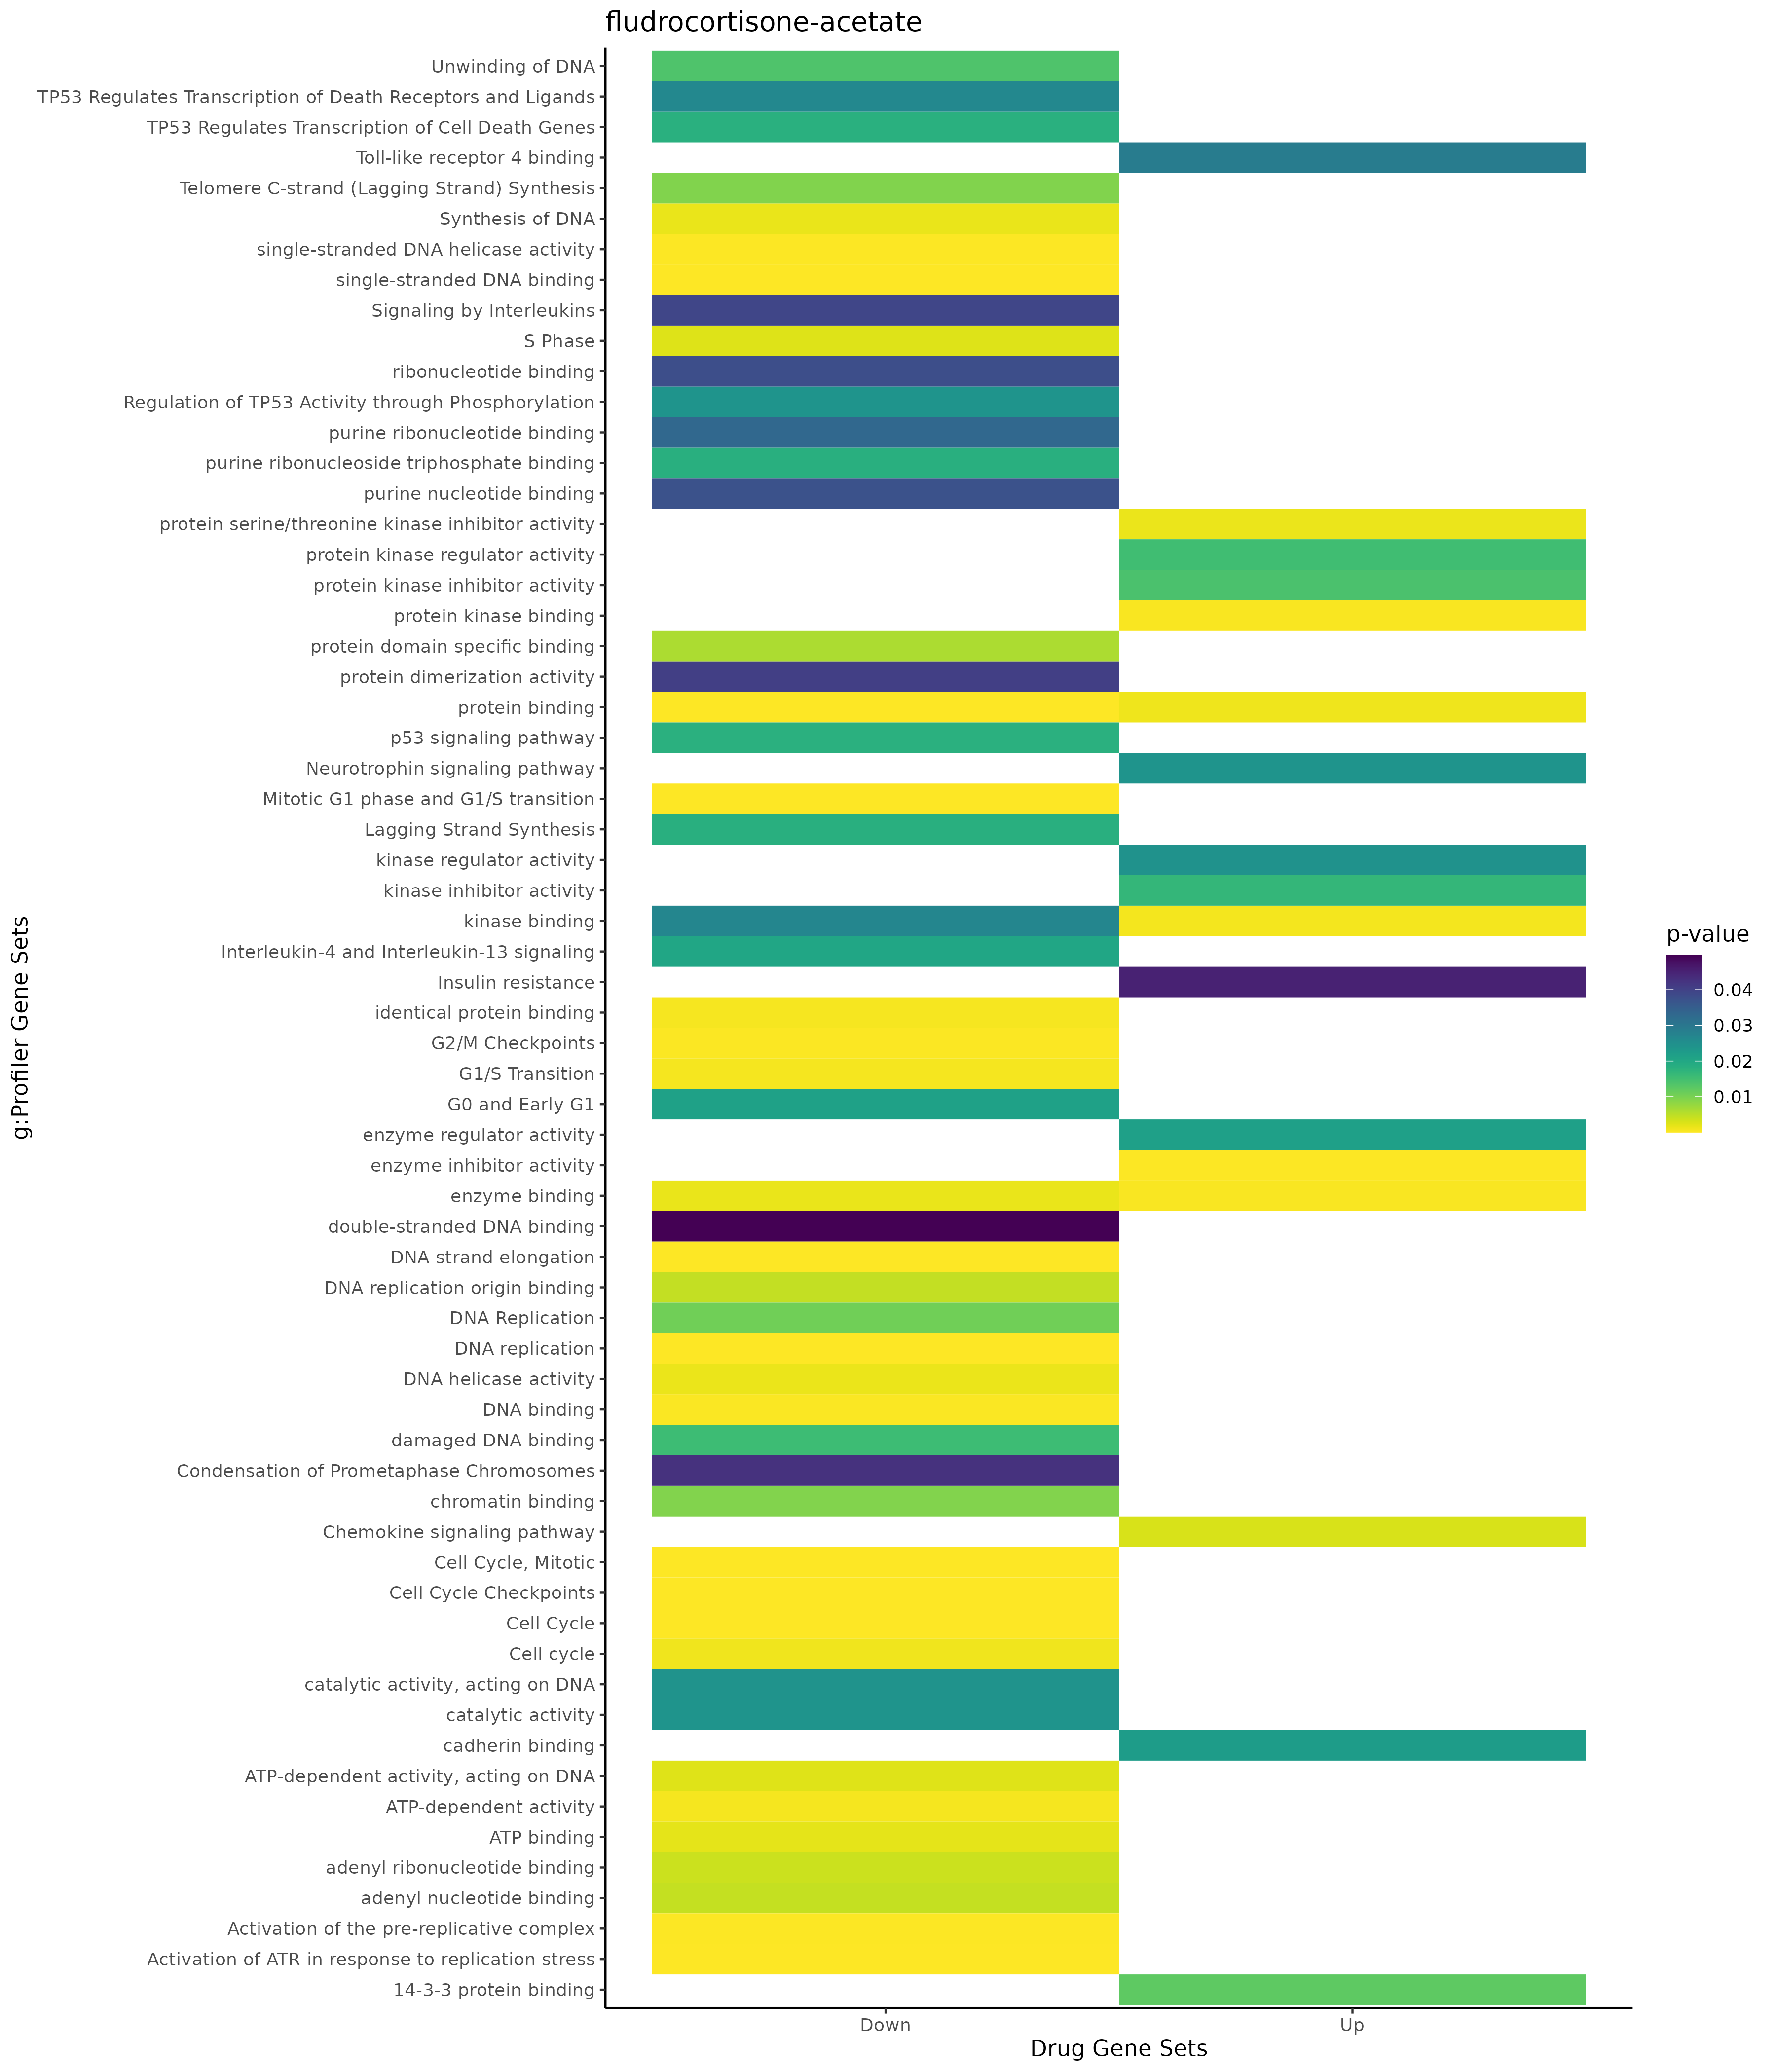 fludrocortisone-acetate
Unwinding of DNA
TP53 Regulates Transcription of Death Receptors and Ligands
TP53 Regulates Transcription of Cell Death Genes
Toll-like receptor 4 binding
Telomere C-strand (Lagging Strand) Synthesis
Synthesis of DNA
single-stranded DNA helicase activity
single-stranded DNA binding
Signaling by Interleukins
S Phase
ribonucleotide binding
Regulation of TP53 Activity through Phosphorylation
purine ribonucleotide binding
purine ribonucleoside triphosphate binding
purine nucleotide binding
protein serine/threonine kinase inhibitor activity
protein kinase regulator activity
protein kinase inhibitor activity
protein kinase binding
protein domain specific binding
protein dimerization activity
protein binding
p53 signaling pathway
Neurotrophin signaling pathway
Mitotic G1 phase and G1/S transition
Lagging Strand Synthesis
kinase regulator activity
kinase inhibitor activity
kinase binding
Interleukin-4 and Interleukin-13 signaling
Insulin resistance
identical protein binding
G2/M Checkpoints
G1/S Transition
G0 and Early G1
enzyme regulator activity
enzyme inhibitor activity
enzyme binding
double-stranded DNA binding
DNA strand elongation
DNA replication origin binding
DNA Replication
DNA replication
DNA helicase activity
DNA binding
damaged DNA binding
Condensation of Prometaphase Chromosomes
chromatin binding
Chemokine signaling pathway
Cell Cycle, Mitotic
Cell Cycle Checkpoints
Cell Cycle
Cell cycle
catalytic activity, acting on DNA
catalytic activity
cadherin binding
ATP-dependent activity, acting on DNA
ATP-dependent activity
ATP binding
adenyl ribonucleotide binding
adenyl nucleotide binding
Activation of the pre-replicative complex
Activation of ATR in response to replication stress
14-3-3 protein binding
g:Profiler Gene Sets
Down
Up
Drug Gene Sets
p-value
0.04
0.03
0.02
0.01